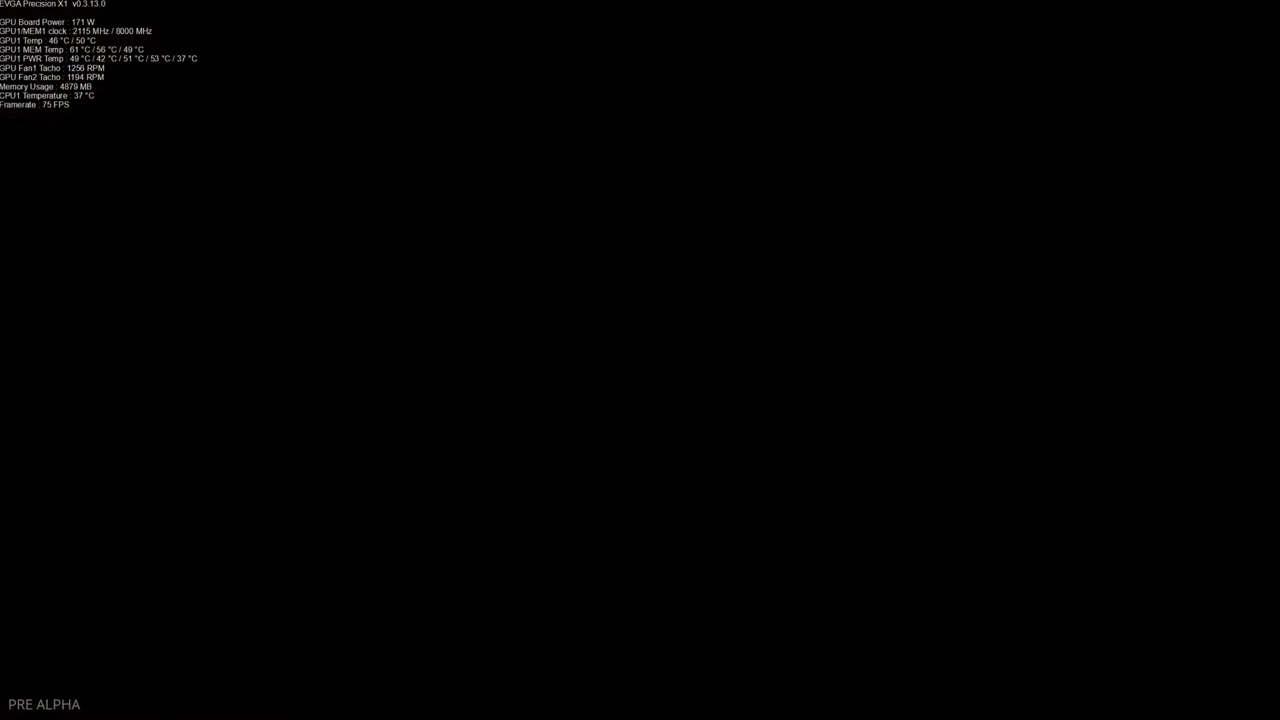 EVGA Precision X1 v0.3.13.0
GPU Board Power : 171 W
GPU1/MEM1 clock : 2115 MHz / 8000 MHz
GPU1 Temp : 46 °C / 50 °C
GPU1 MEM Temp : 61 °C / 56 °C / 49 °C
GPU1 PWR Temp : 49 °C / 42 °C / 51 °C / 53 °C / 37 °C
GPU Fan1 Tacho : 1256 RPM
GPU Fan2 Tacho : 1194 RPM
Memory Usage : 4879 MB
CPU1 Temperature : 37 °C
Framerate : 75 FPS
PRE ALPHA